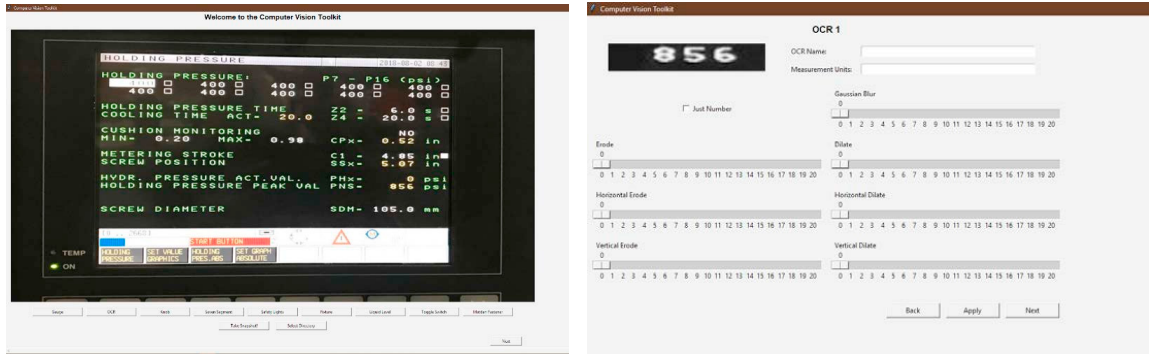 Computer Vision Toolkit
Welcome to the Computer Vision Toolkit
HOLDING PRESSURE 2018-08-02 06:45
HOLDING PRESSURE: P7 - P16 (psi)
400 400 400 400 400
400 400 400 400 400
HOLDING PRESSURE TIME Z2 - 6.0 s
COOLING TIME ACT- 20.0 Z4 - 20.0 s
CUSHION MONITORING NO
MIN- 0.20 MAX- 0.98 CPx- 0.52 in
METERING STROKE C1 - 4.85 in
SCREW POSITION SSx- 5.07 in
HYDR. PRESSURE ACT.VAL. PHx- 0 psi
HOLDING PRESSURE PEAK VAL PNS- 856 psi
SCREW DIAMETER SDM- 105.0 mm
START BUTTON
HOLDING PRESSURE
SET VALUE GRAPHICS
HOLDING PRES.ABS
SET GRAPH ABSOLUTE
TEMP
ON
Gauge OCR Seven Segment Safety Lights Liquid Level Toggle Switch
Take Snapshot! Select Directory
Computer Vision Toolkit
OCR 1
856
OCR Name:
Measurement Units:
Just Number
Gaussian Blur
0
0 1 2 3 4 5 6 7 8 9 10 11 12 13 14 15 16 17 18 19 20
Erode
0
0 1 2 3 4 5 6 7 8 9 10 11 12 13 14 15 16 17 18 19 20
Dilate
0
0 1 2 3 4 5 6 7 8 9 10 11 12 13 14 15 16 17 18 19 20
Horizontal Erode
0
0 1 2 3 4 5 6 7 8 9 10 11 12 13 14 15 16 17 18 19 20
Horizontal Dilate
0
0 1 2 3 4 5 6 7 8 9 10 11 12 13 14 15 16 17 18 19 20
Vertical Erode
0
0 1 2 3 4 5 6 7 8 9 10 11 12 13 14 15 16 17 18 19 20
Vertical Dilate
0
0 1 2 3 4 5 6 7 8 9 10 11 12 13 14 15 16 17 18 19 20
Back Apply Next